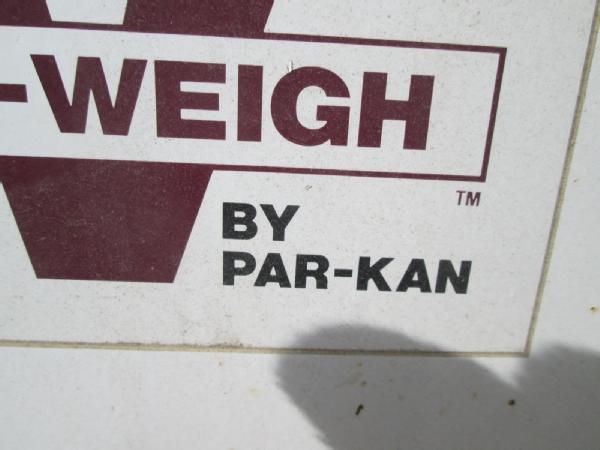 -WEIGH
TM
BY
PAR-KAN